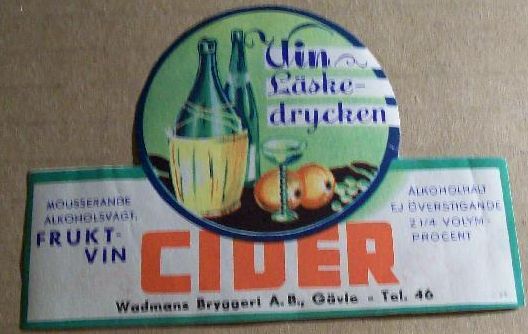 Vin-
Läske-
drycken
MOUSSERANDE
ALKOHOLSVAGT,
FRUKT-
VIN
CIDER
ALKOHOLHALT
EJ ÖVERSTIGANDE
2 1/4 VOLYM-
PROCENT
Wadmans Bryggeri A.B., Gävle - Tel. 46